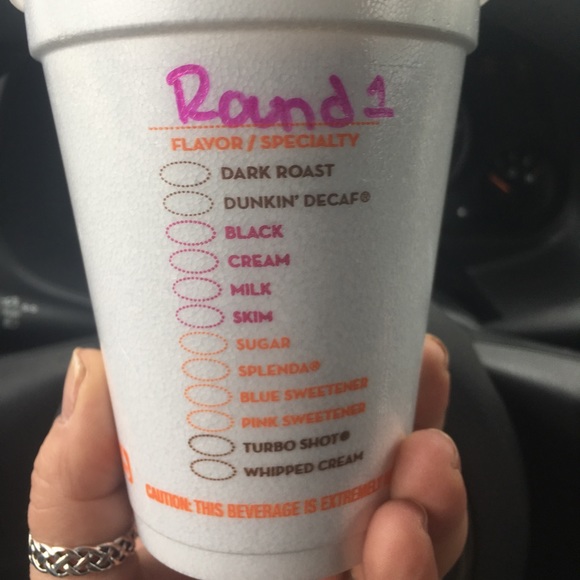 Round 1
FLAVOR / SPECIALTY
DARK ROAST
DUNKIN' DECAF®
BLACK
CREAM
MILK
SKIM
SUGAR
SPLENDA®
BLUE SWEETENER
PINK SWEETENER
TURBO SHOT®
WHIPPED CREAM
CAUTION: THIS BEVERAGE IS EXTREMELY